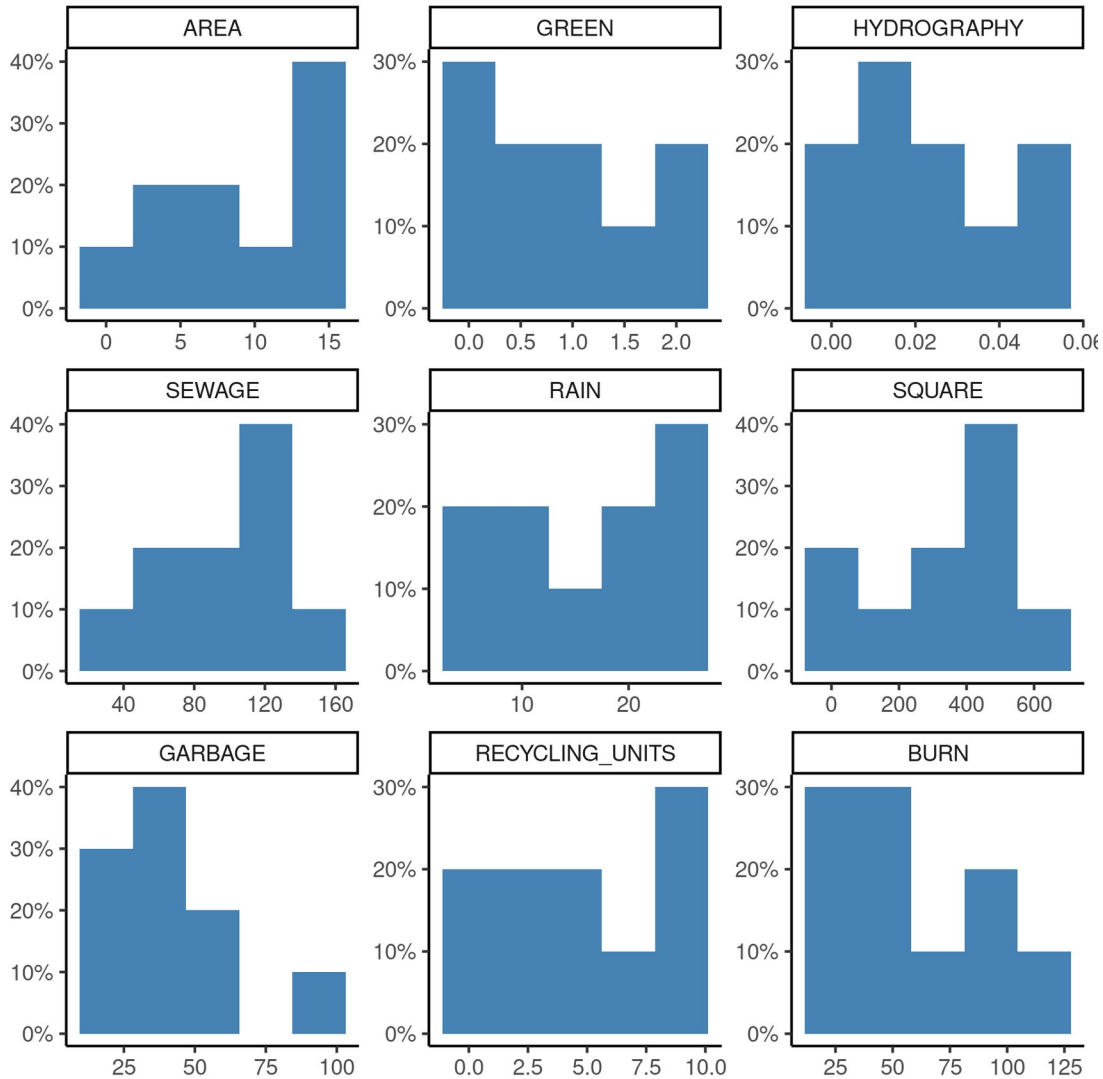 AREA
GREEN
HYDROGRAPHY
40%
30%
20%
10%
0%
30%
20%
10%
0%
30%
20%
10%
0%
0 5 10 15
0.0 0.5 1.0 1.5 2.0
0.00 0.02 0.04 0.06
SEWAGE
RAIN
SQUARE
40%
30%
20%
10%
0%
30%
20%
10%
0%
40%
30%
20%
10%
0%
40 80 120 160
10 20
0 200 400 600
GARBAGE
RECYCLING_UNITS
BURN
40%
30%
20%
10%
0%
30%
20%
10%
0%
30%
20%
10%
0%
25 50 75 100
0.0 2.5 5.0 7.5 10.0
25 50 75 100 125